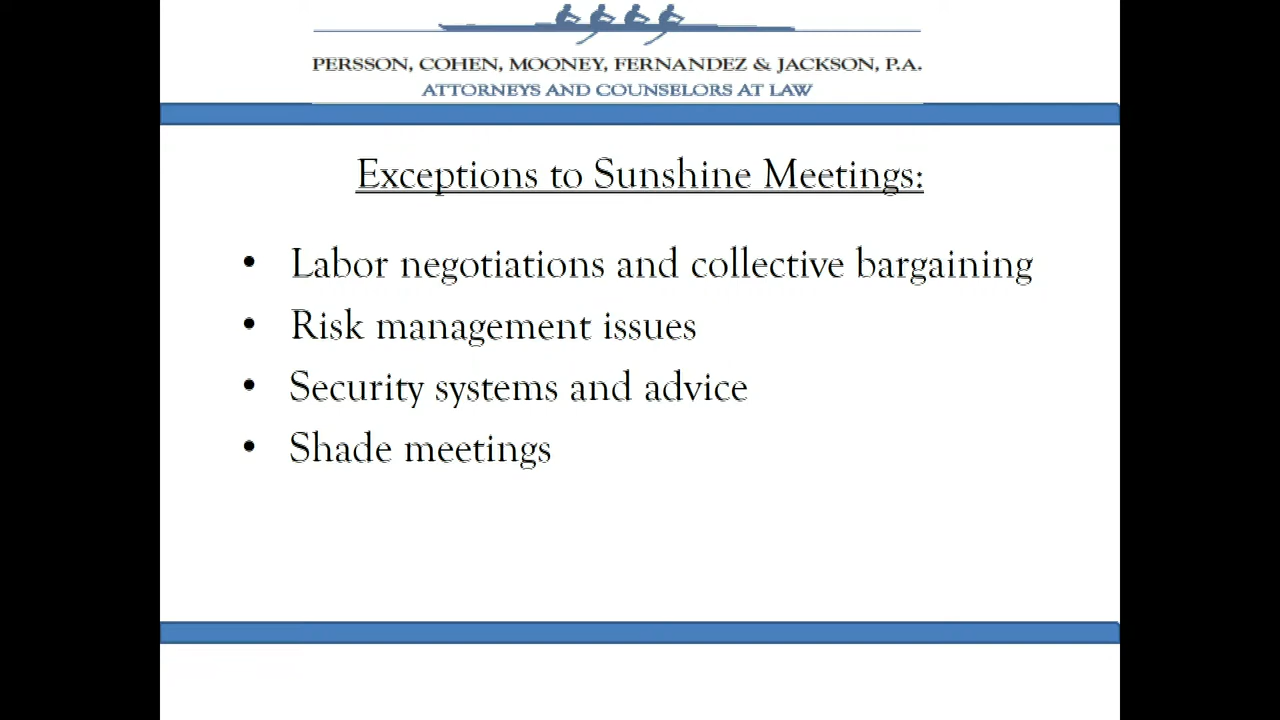 PERSSON, COHEN, MOONEY, FERNANDEZ & JACKSON, P.A.
ATTORNEYS AND COUNSELORS AT LAW
Exceptions to Sunshine Meetings:
• Labor negotiations and collective bargaining
• Risk management issues
• Security systems and advice
• Shade meetings